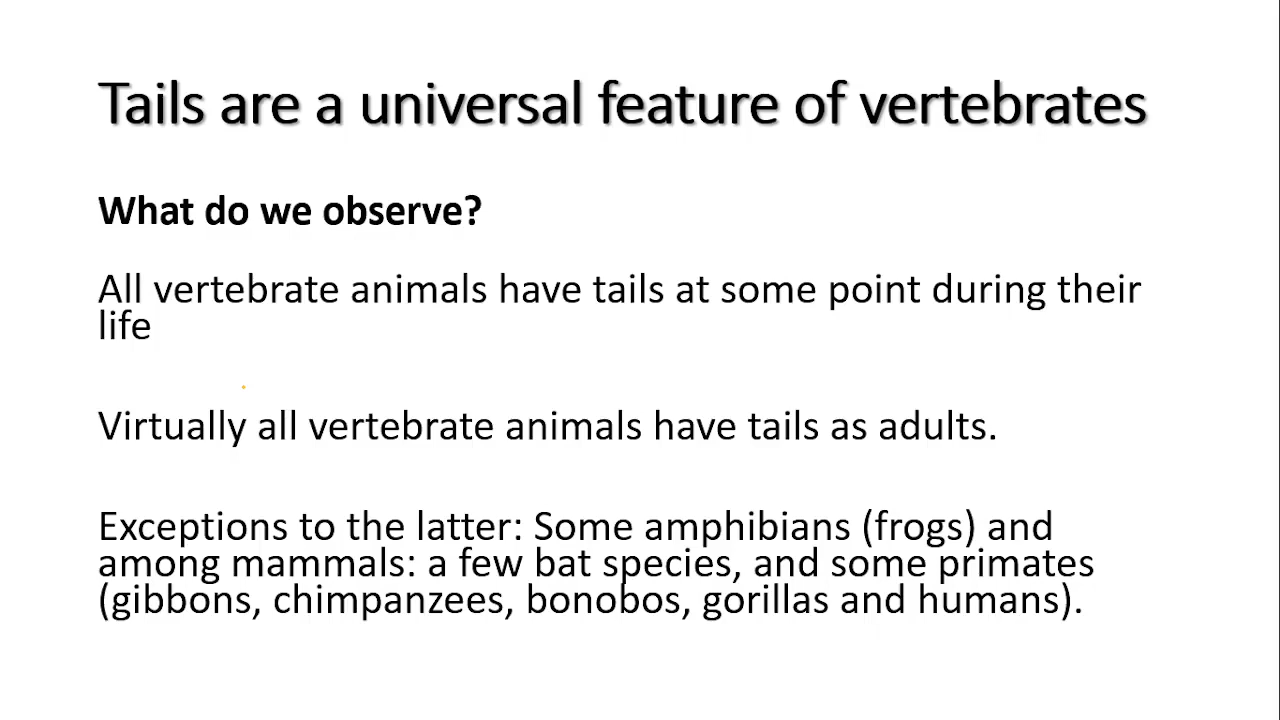 Tails are a universal feature of vertebrates
What do we observe?
All vertebrate animals have tails at some point during their
life
Virtually all vertebrate animals have tails as adults.
Exceptions to the latter: Some amphibians (frogs) and
among mammals: a few bat species, and some primates
(gibbons, chimpanzees, bonobos, gorillas and humans).